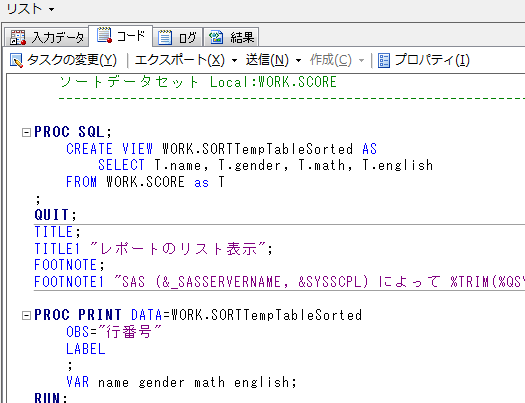 リスト
入力データ コード ログ 結果
タスクの変更(Y) エクスポート(X) 送信(N) 作成(C) プロパティ(I)
ソートデータセット Local:WORK.SCORE
PROC SQL;
CREATE VIEW WORK.SORTTempTableSorted AS
SELECT T.name, T.gender, T.math, T.english
FROM WORK.SCORE as T
;
QUIT;
TITLE;
TITLE1 "レポートのリスト表示";
FOOTNOTE;
FOOTNOTE1 "SAS (&_SASSERVERNAME, &SYSSCPL) によって %TRIM(%QSY
PROC PRINT DATA=WORK.SORTTempTableSorted
OBS="行番号"
LABEL
;
VAR name gender math english;
RUN;